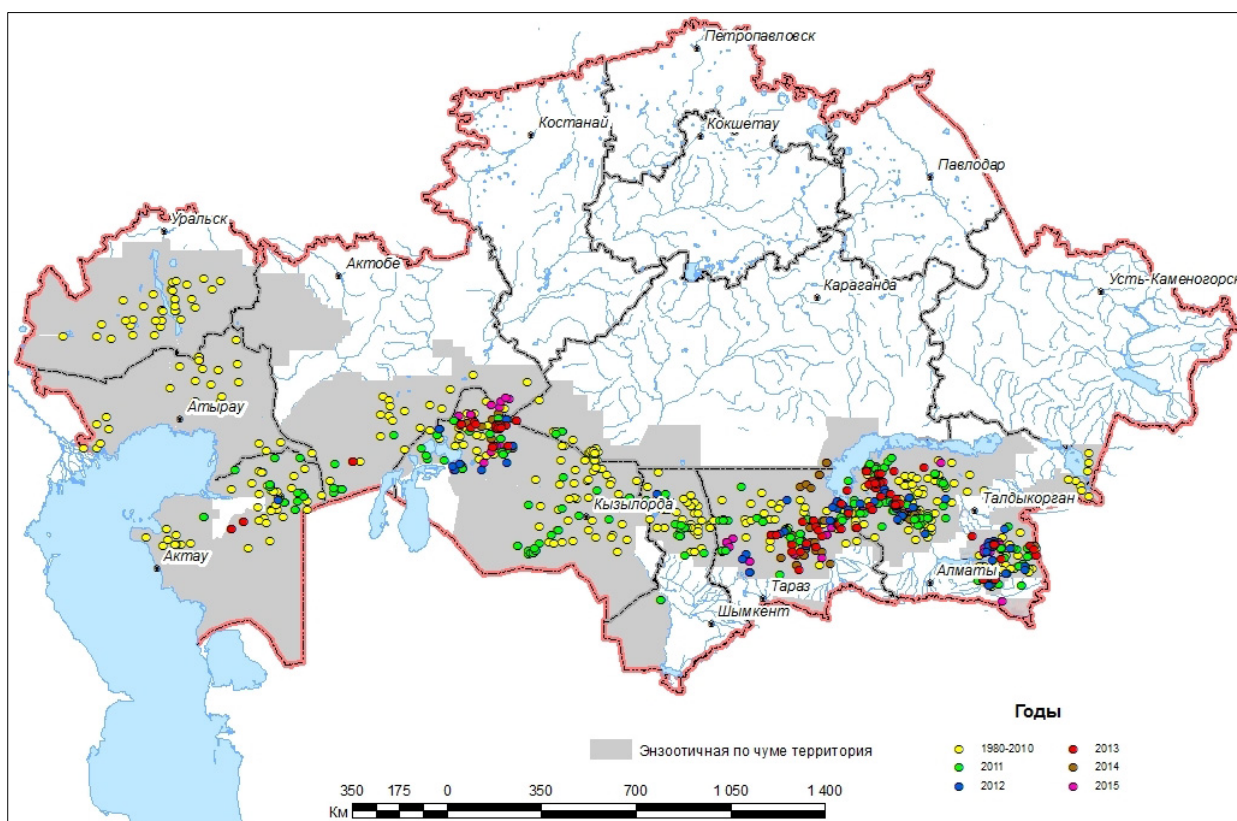 Петропавловск
Костанай
Кокшетау
Павлодар
Уральск
Актобе
Караганда
Усть-Каменогорск
Атырау
Кызылорда
Талдыкорган
Актау
Алматы
Тараз
Шымкент
Годы
Энзоотичная по чуме территория
1980-2010
2013
2011
2014
2012
2015
350 175 0 350 700 1 050 1 400
Км